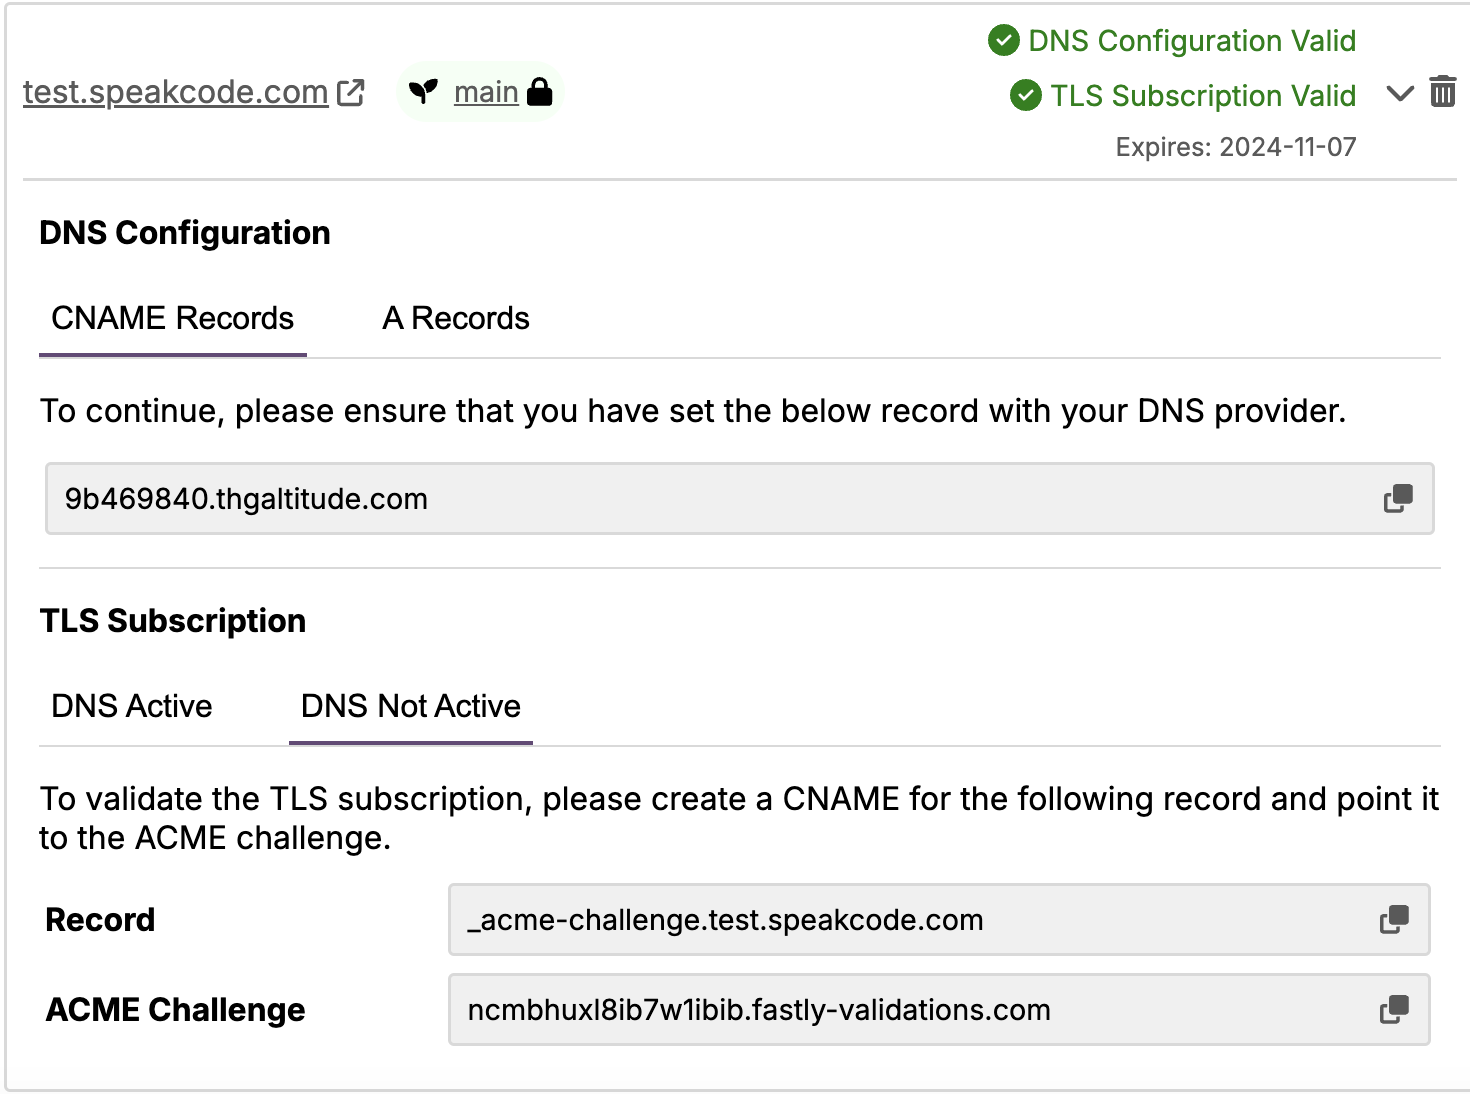 test.speakcode.com
main
DNS Configuration Valid
TLS Subscription Valid
Expires: 2024-11-07
DNS Configuration
CNAME Records
A Records
To continue, please ensure that you have set the below record with your DNS provider.
9b469840.thgaltitude.com
TLS Subscription
DNS Active
DNS Not Active
To validate the TLS subscription, please create a CNAME for the following record and point it
to the ACME challenge.
Record
_acme-challenge.test.speakcode.com
ACME Challenge
ncmbhuxl8ib7w1ibib.fastly-validations.com